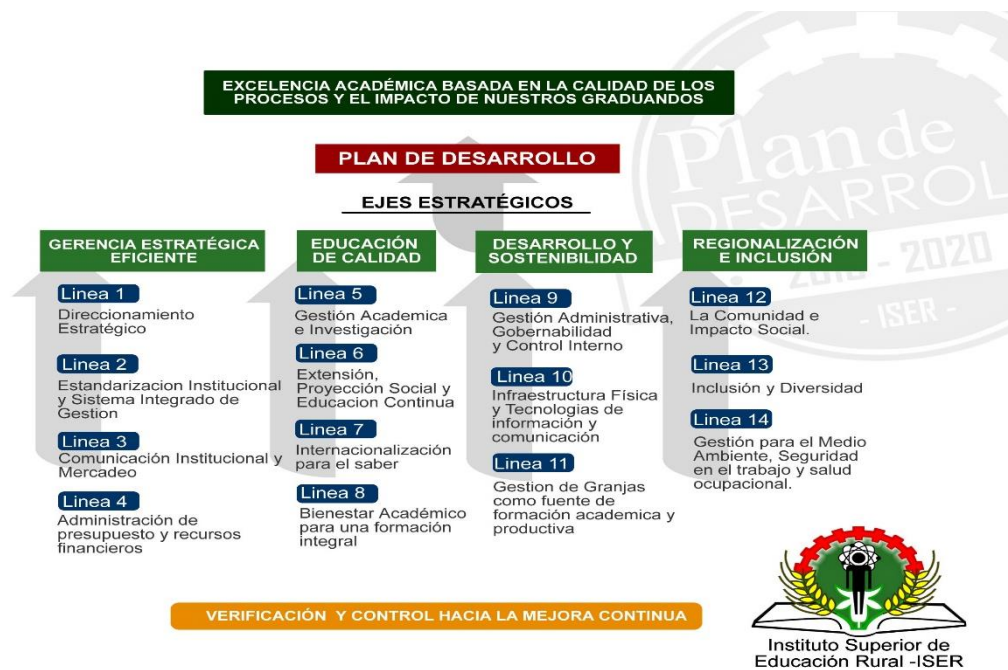 EXCELENCIA ACADÉMICA BASADA EN LA CALIDAD DE LOS
PROCESOS Y EL IMPACTO DE NUESTROS GRADUANDOS
PLAN DE DESARROLLO
EJES ESTRATÉGICOS
GERENCIA ESTRATÉGICA
EFICIENTE
Linea 1
Direccionamiento
Estratégico
Linea 2
Estandarizacion Institucional
y Sistema Integrado de
Gestion
Linea 3
Comunicación Institucional y
Mercadeo
Linea 4
Administración de
presupuesto y recursos
financieros
EDUCACIÓN
DE CALIDAD
Linea 5
Gestión Academica
e Investigación
Linea 6
Extensión,
Proyección Social y
Educacion Continua
Linea 7
Internacionalización
para el saber
Linea 8
Bienestar Académico
para una formación
integral
DESARROLLO Y
SOSTENIBILIDAD
Linea 9
Gestión Administrativa,
Gobernabilidad
y Control Interno
Linea 10
Infraestructura Física
y Tecnologías de
información y
comunicación
Linea 11
Gestion de Granjas
como fuente de
formación academica y
productiva
REGIONALIZACIÓN
E INCLUSIÓN
Linea 12
La Comunidad e
Impacto Social.
Linea 13
Inclusión y Diversidad
Linea 14
Gestión para el Medio
Ambiente, Seguridad
en el trabajo y salud
ocupacional.
VERIFICACIÓN Y CONTROL HACIA LA MEJORA CONTINUA
Plan de
DESARROL
- 2020
- ISER -
Instituto Superior de
Educación Rural -ISER